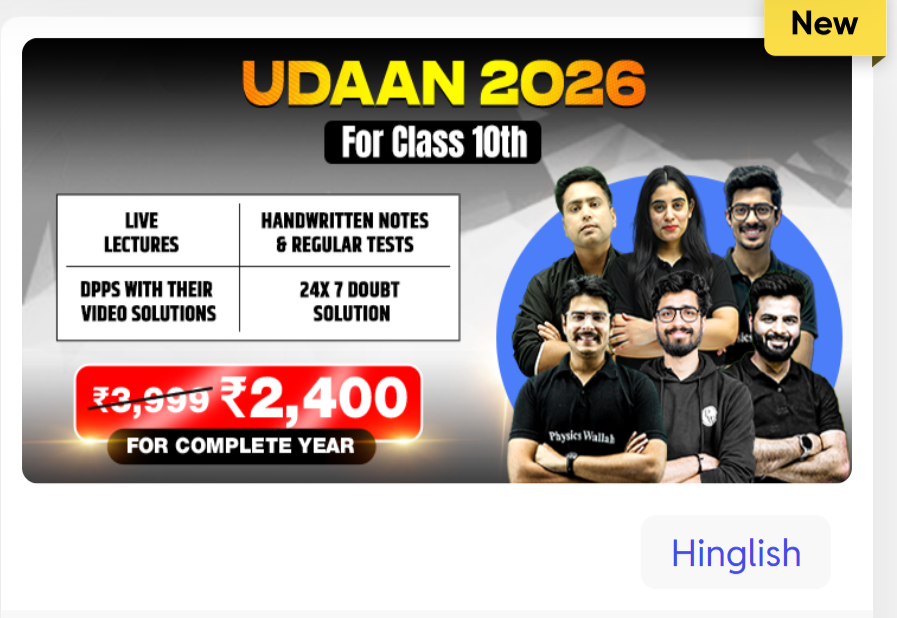 New
UDAAN 2026
For Class 10th
LIVE
LECTURES
HANDWRITTEN NOTES
& REGULAR TESTS
DPPS WITH THEIR
VIDEO SOLUTIONS
24X 7 DOUBT
SOLUTION
₹3,999 ₹2,400
FOR COMPLETE YEAR
Physics Wallah
Hinglish